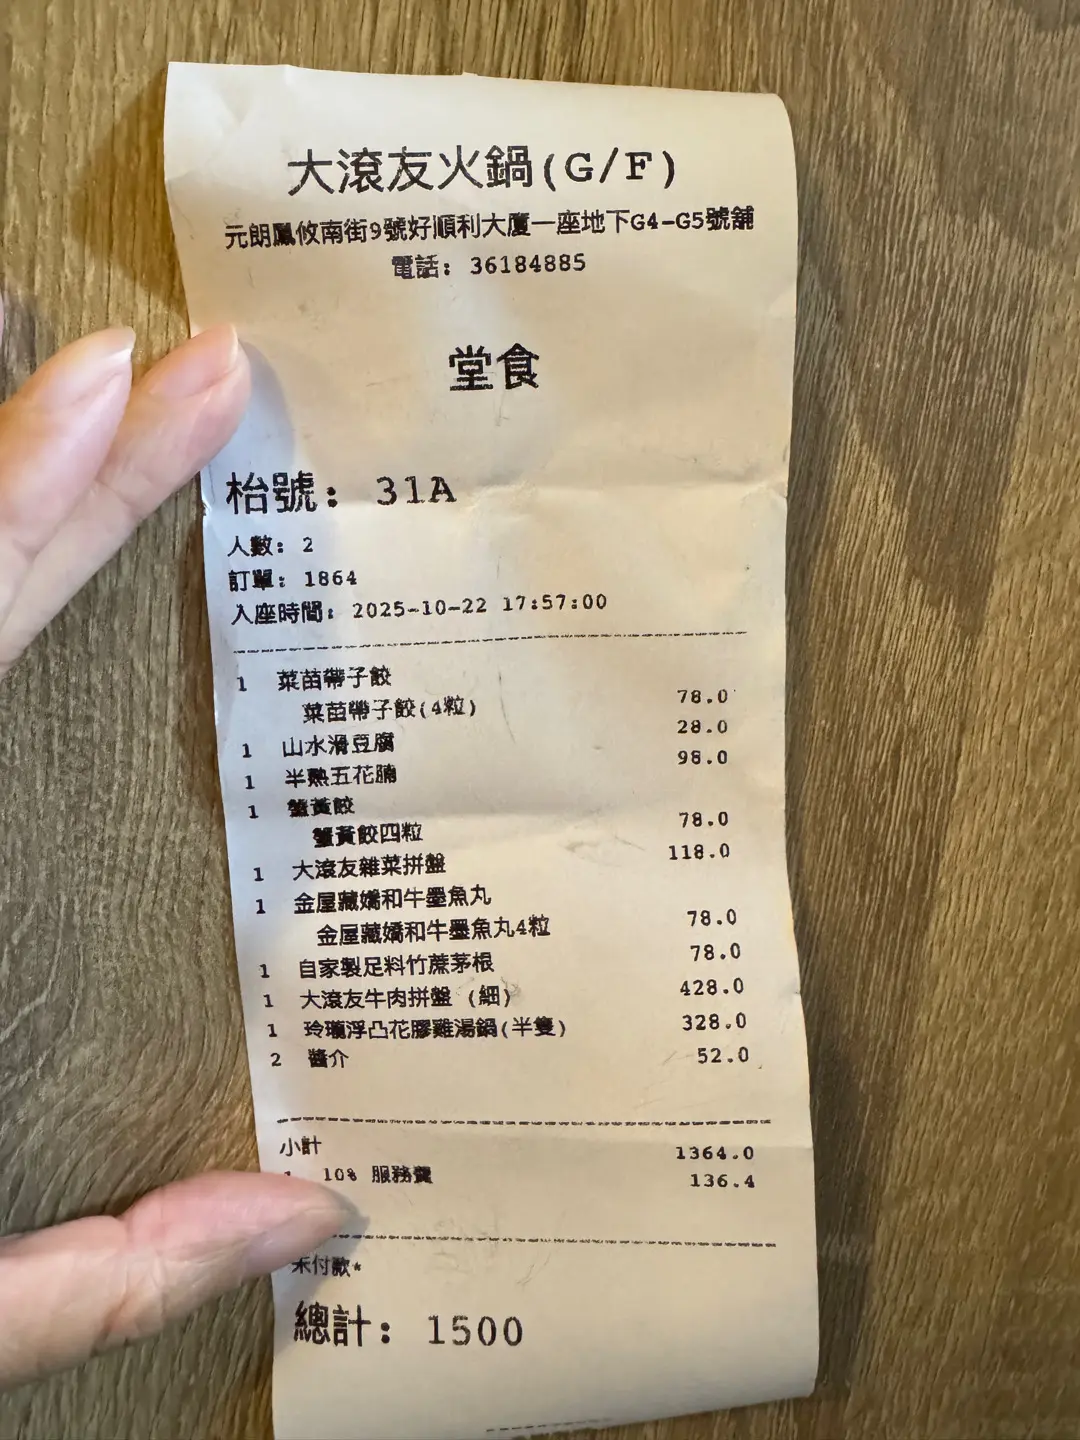 大滾友火鍋(G/F)
元朗鳳攸南街9號好順利大廈一座地下G4-G5號舖
電話: 36184885
堂食
枱號: 31A
人數: 2
訂單: 1864
入座時間: 2025-10-22 17:57:00
1 菜苗帶子餃
菜苗帶子餃(4粒) 78.0
1 山水滑豆腐 28.0
1 半熟五花腩 98.0
1 蟹黃餃
蟹黃餃四粒 78.0
1 大滾友雜菜拼盤 118.0
1 金屋藏嬌和牛墨魚丸
金屋藏嬌和牛墨魚丸4粒 78.0
1 自家製足料竹蔗茅根 78.0
1 大滾友牛肉拼盤 (細) 428.0
1 玲瓏浮凸花膠雞湯鍋(半隻) 328.0
2 醬介 52.0
小計 1364.0
1 10% 服務費 136.4
未付款*
總計: 1500